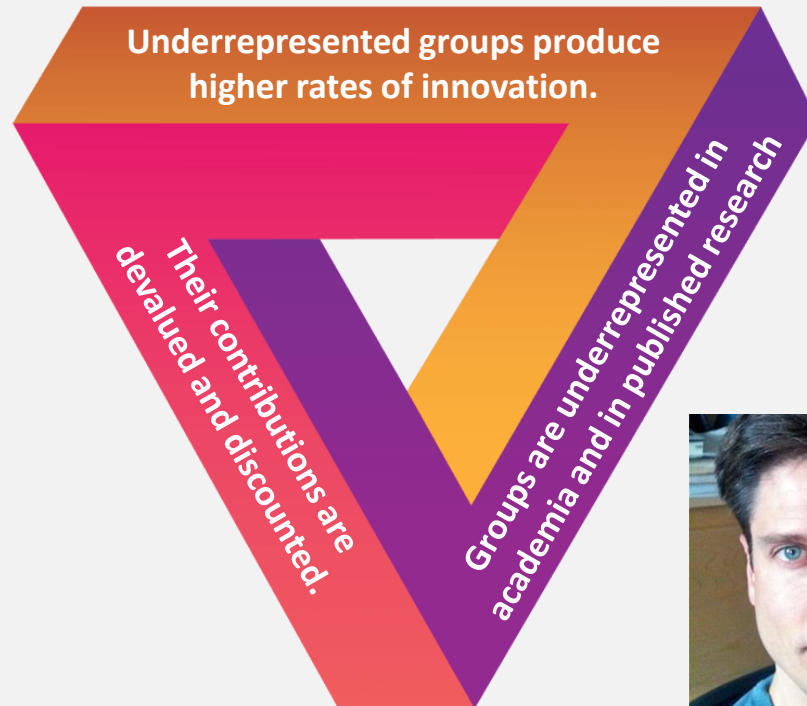 Underrepresented groups produce
higher rates of innovation.
Their contributions are
devalued and discounted.
Groups are underrepresented in
academia and in published research